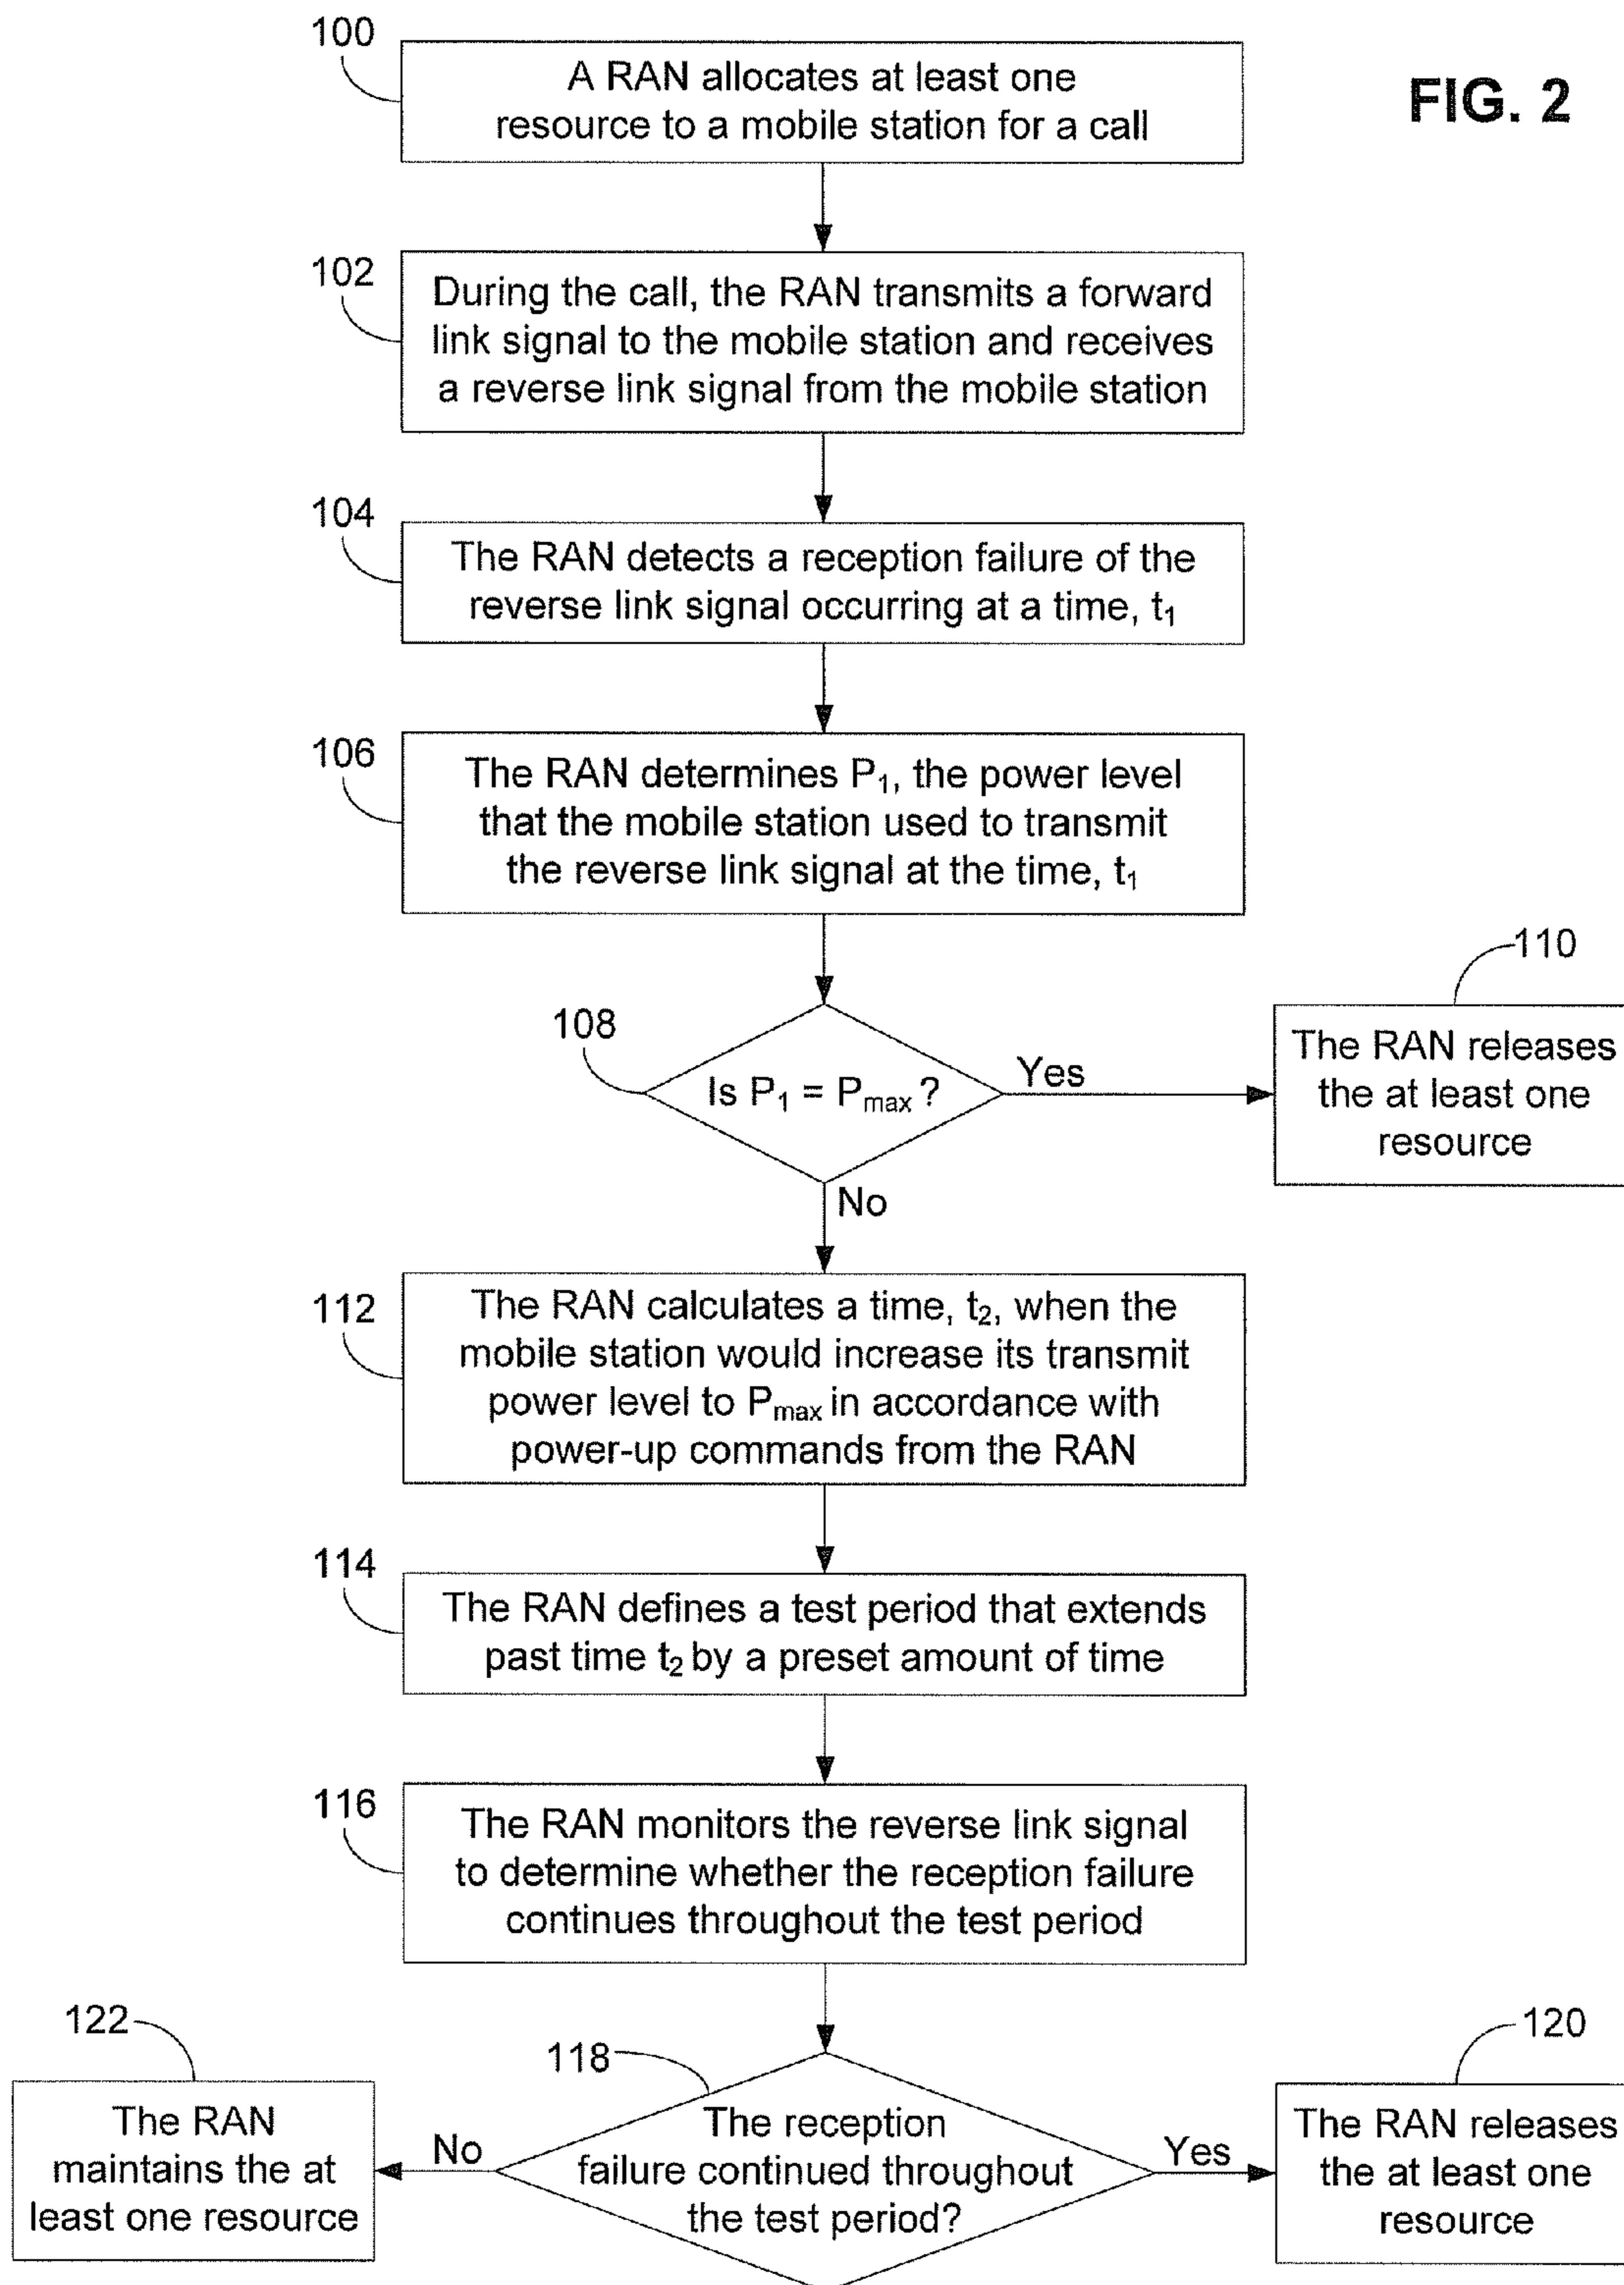 100
A RAN allocates at least one
resource to a mobile station for a call
FIG. 2
102
During the call, the RAN transmits a forward
link signal to the mobile station and receives
a reverse link signal from the mobile station
104
The RAN detects a reception failure of the
reverse link signal occurring at a time, t₁
106
The RAN determines P₁, the power level
that the mobile station used to transmit
the reverse link signal at the time, t₁
108
Is P₁ = Pmax ?
Yes
110
The RAN releases
the at least one
resource
No
112
The RAN calculates a time, t₂, when the
mobile station would increase its transmit
power level to Pmax in accordance with
power-up commands from the RAN
114
The RAN defines a test period that extends
past time t₂ by a preset amount of time
116
The RAN monitors the reverse link signal
to determine whether the reception failure
continues throughout the test period
118
The reception
failure continued throughout
the test period?
No
122
The RAN
maintains the at
least one resource
Yes
120
The RAN releases
the at least one
resource